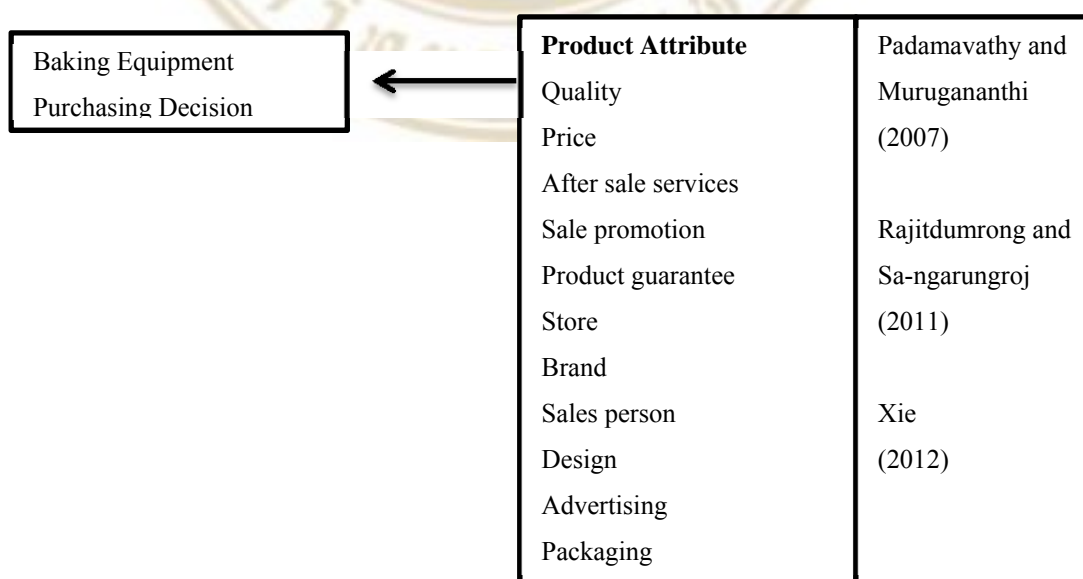 Baking Equipment
Purchasing Decision
Product Attribute
Quality
Price
After sale services
Sale promotion
Product guarantee
Store
Brand
Sales person
Design
Advertising
Packaging
Padamavathy and
Murugananthi
(2007)
Rajitdumrong and
Sa-ngarungroj
(2011)
Xie
(2012)